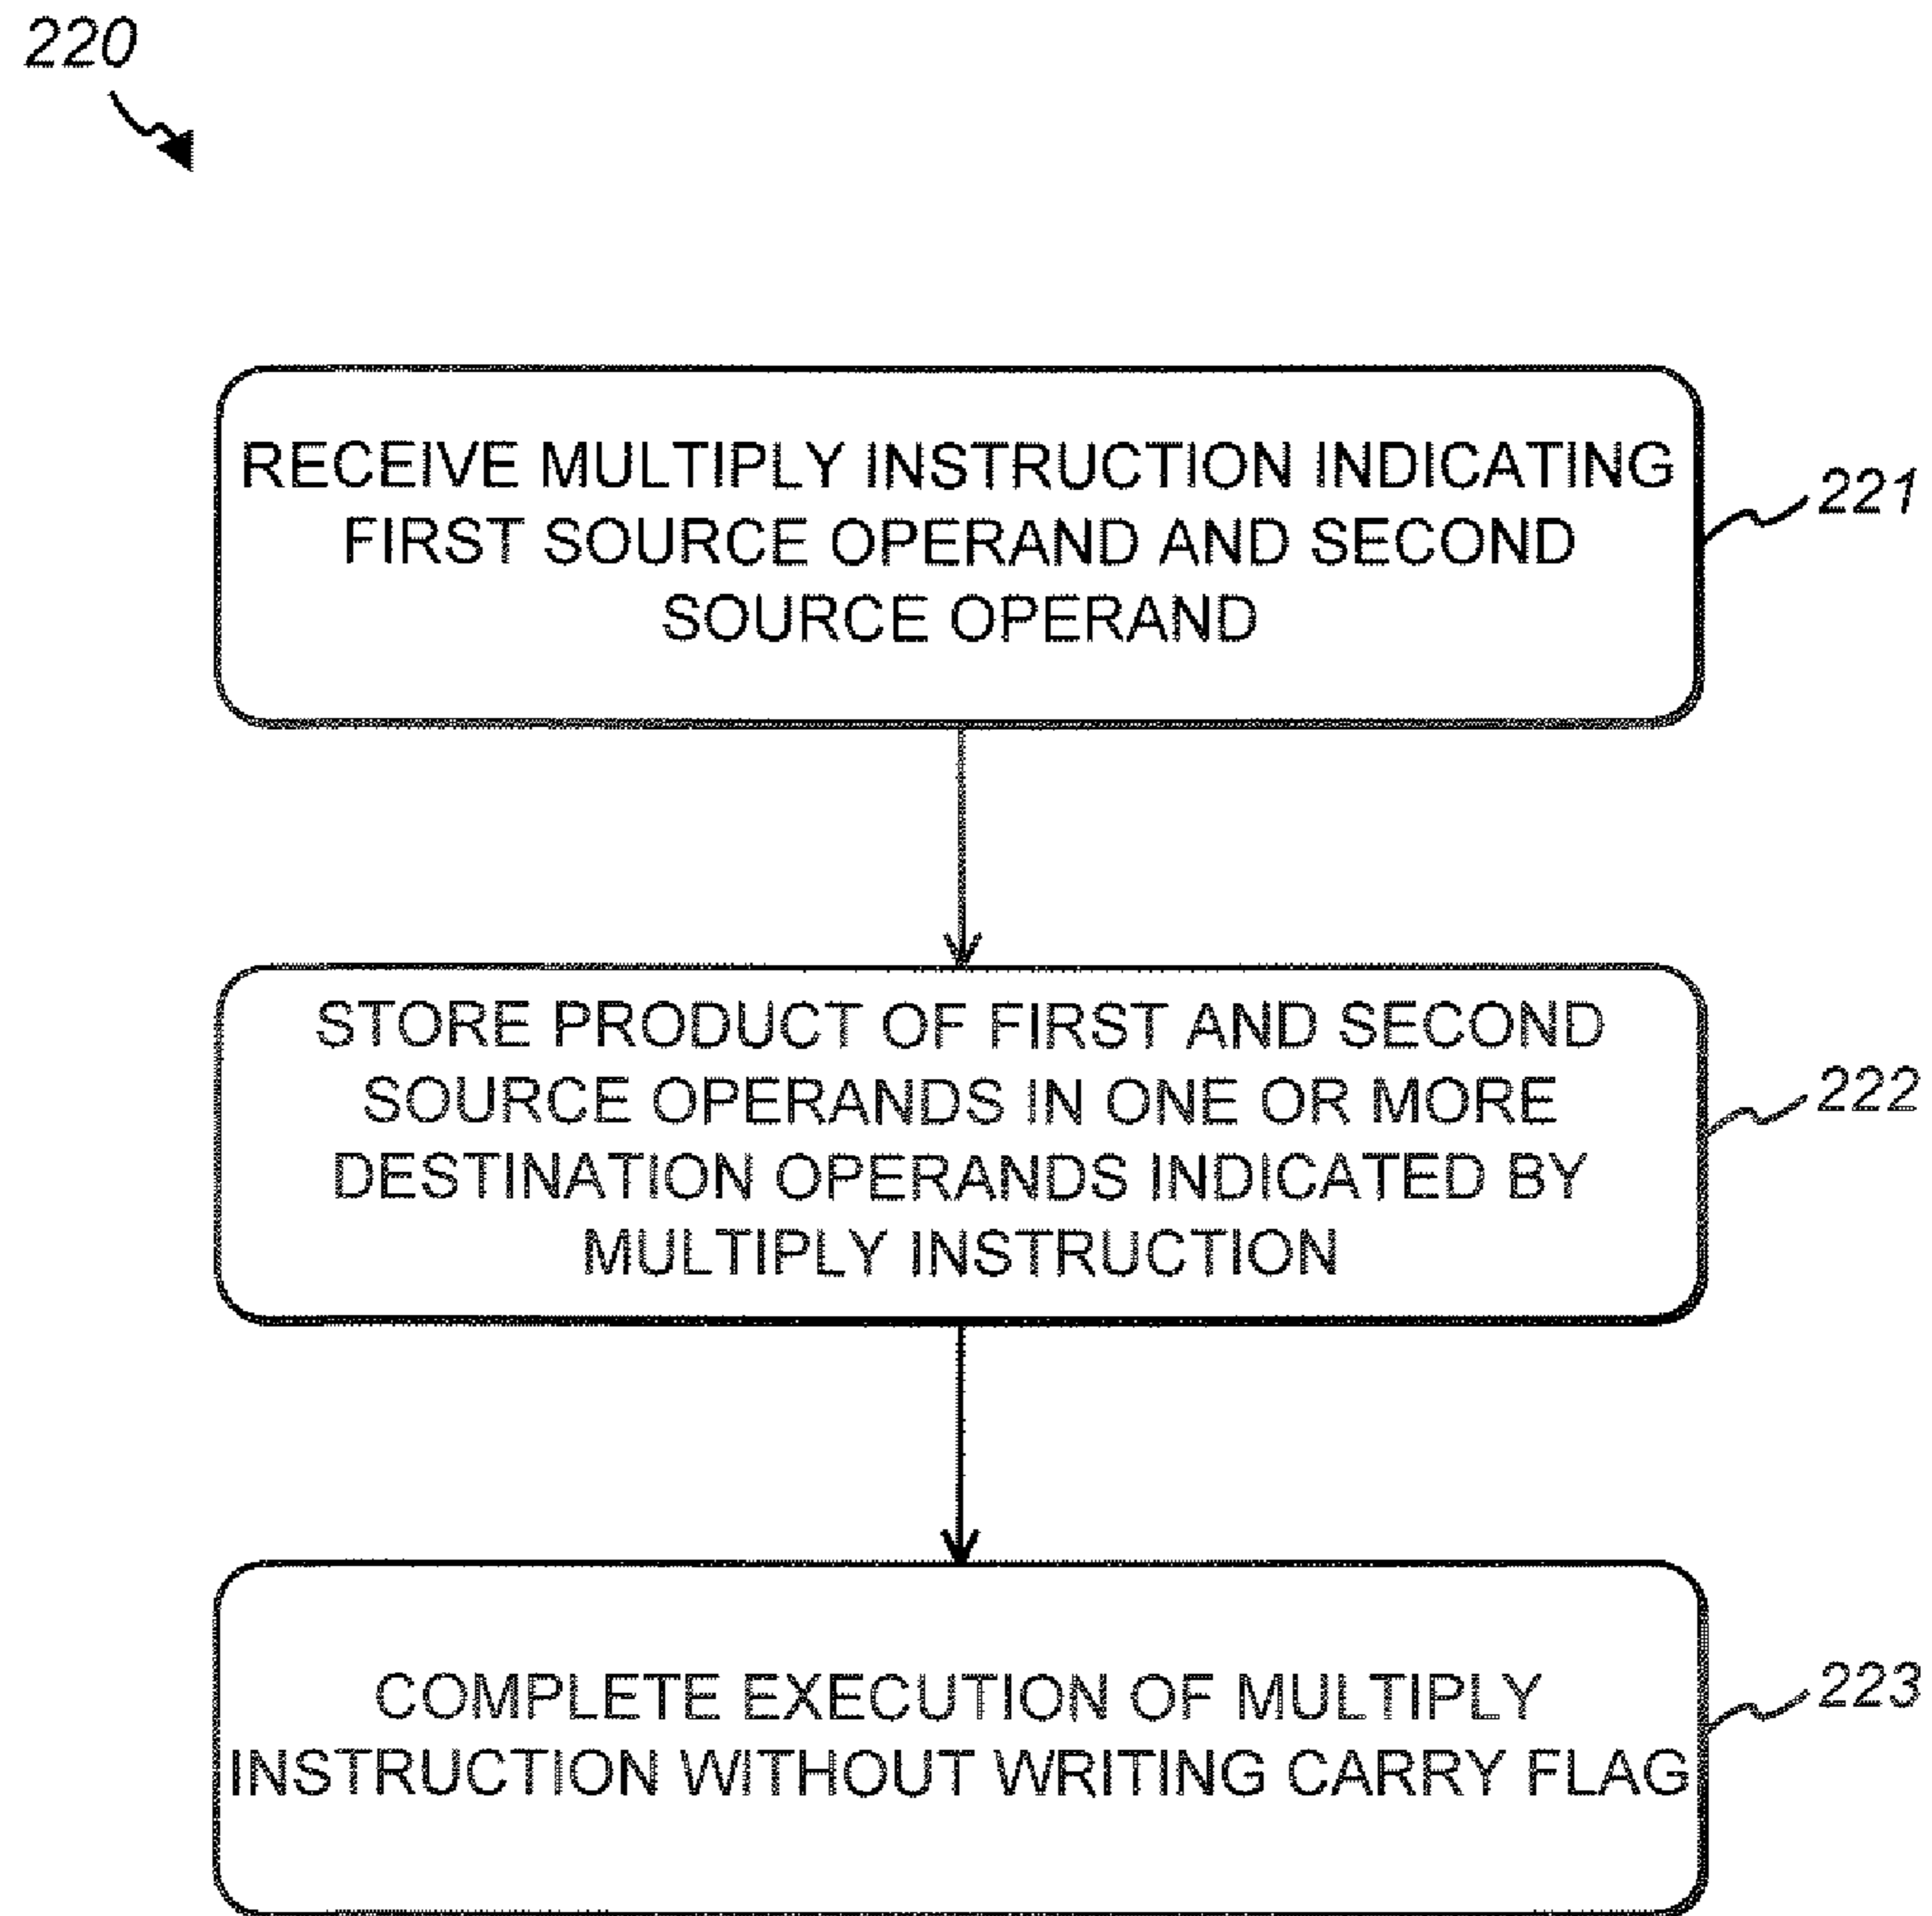 220
RECEIVE MULTIPLY INSTRUCTION INDICATING
FIRST SOURCE OPERAND AND SECOND
SOURCE OPERAND
221
STORE PRODUCT OF FIRST AND SECOND
SOURCE OPERANDS IN ONE OR MORE
DESTINATION OPERANDS INDICATED BY
MULTIPLY INSTRUCTION
222
COMPLETE EXECUTION OF MULTIPLY
INSTRUCTION WITHOUT WRITING CARRY FLAG
223